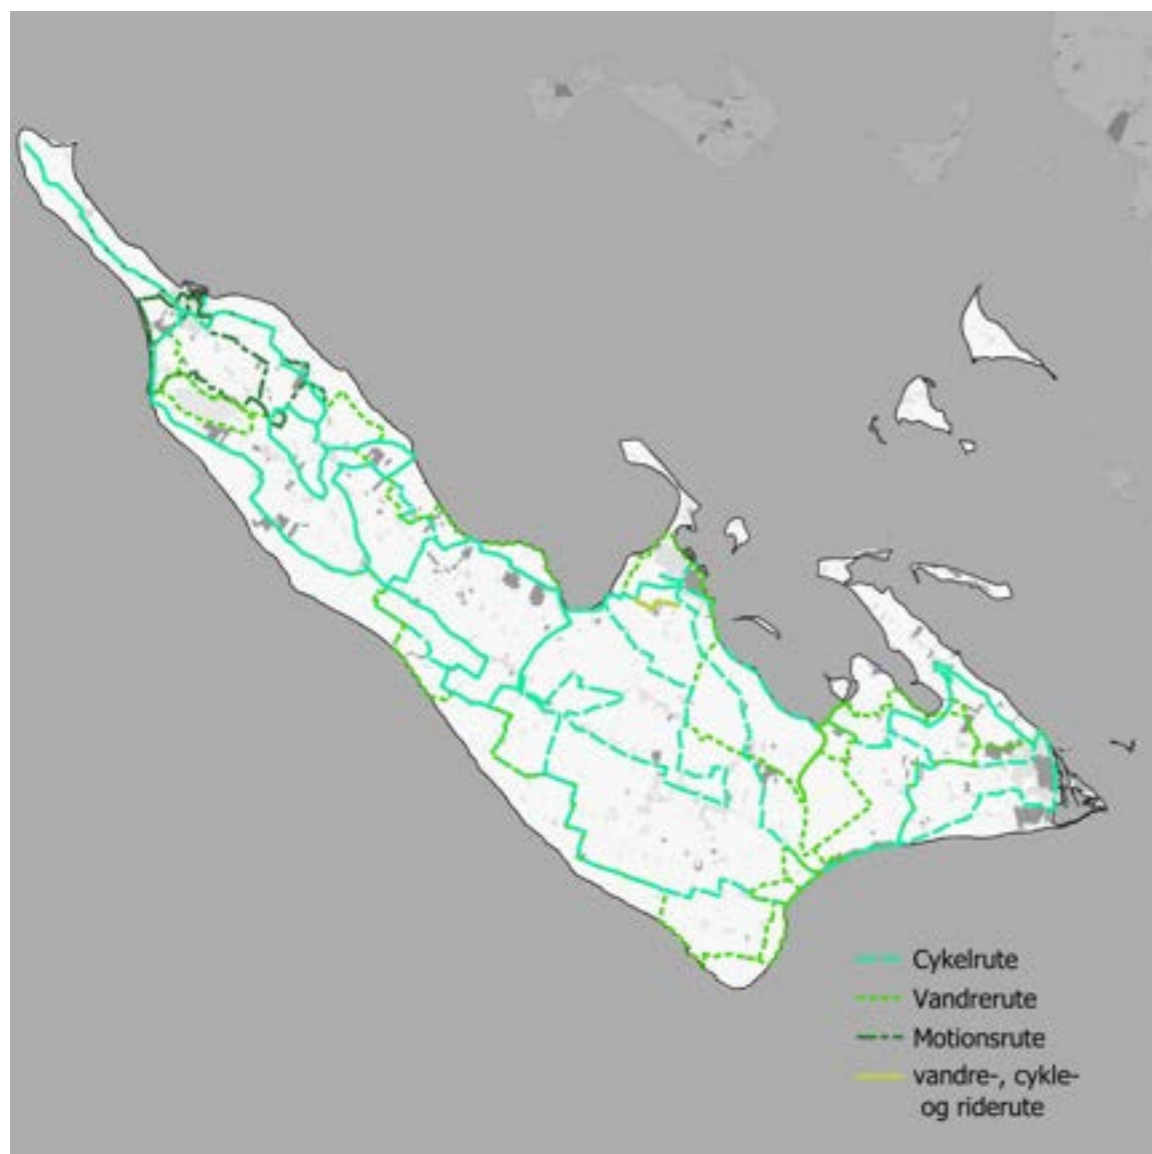 Cykelrute
Vandrerute
Motionsrute
vandre-, cykle-
og riderute